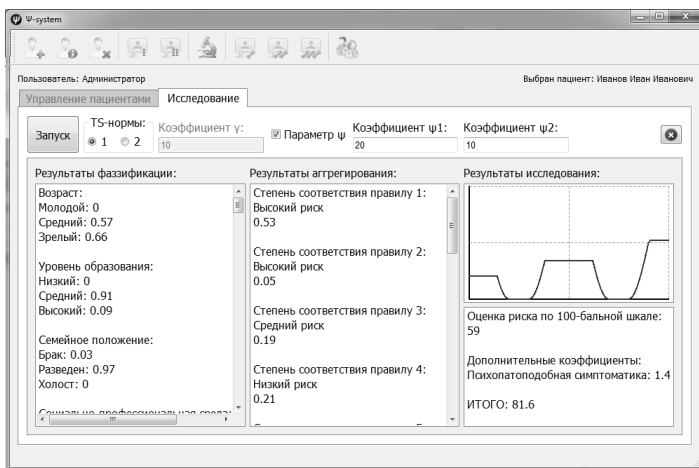 Ψ-system
Пользователь: Администратор
Выбран пациент: Иванов Иван Иванович
Управление пациентами
Исследование
Запуск
TS-нормы:
1
2
Коэффициент γ:
10
Параметр ψ
Коэффициент ψ1:
20
Коэффициент ψ2:
10
Результаты фаззификации:
Возраст:
Молодой: 0
Средний: 0.57
Зрелый: 0.66
Уровень образования:
Низкий: 0
Средний: 0.91
Высокий: 0.09
Семейное положение:
Брак: 0.03
Разведен: 0.97
Холост: 0
Результаты аггрегирования:
Степень соответствия правилу 1:
Высокий риск
0.53
Степень соответствия правилу 2:
Высокий риск
0.05
Степень соответствия правилу 3:
Средний риск
0.19
Степень соответствия правилу 4:
Низкий риск
0.21
Результаты исследования:
Оценка риска по 100-бальной шкале:
59
Дополнительные коэффициенты:
Психопатоподобная симптоматика: 1.4
ИТОГО: 81.6